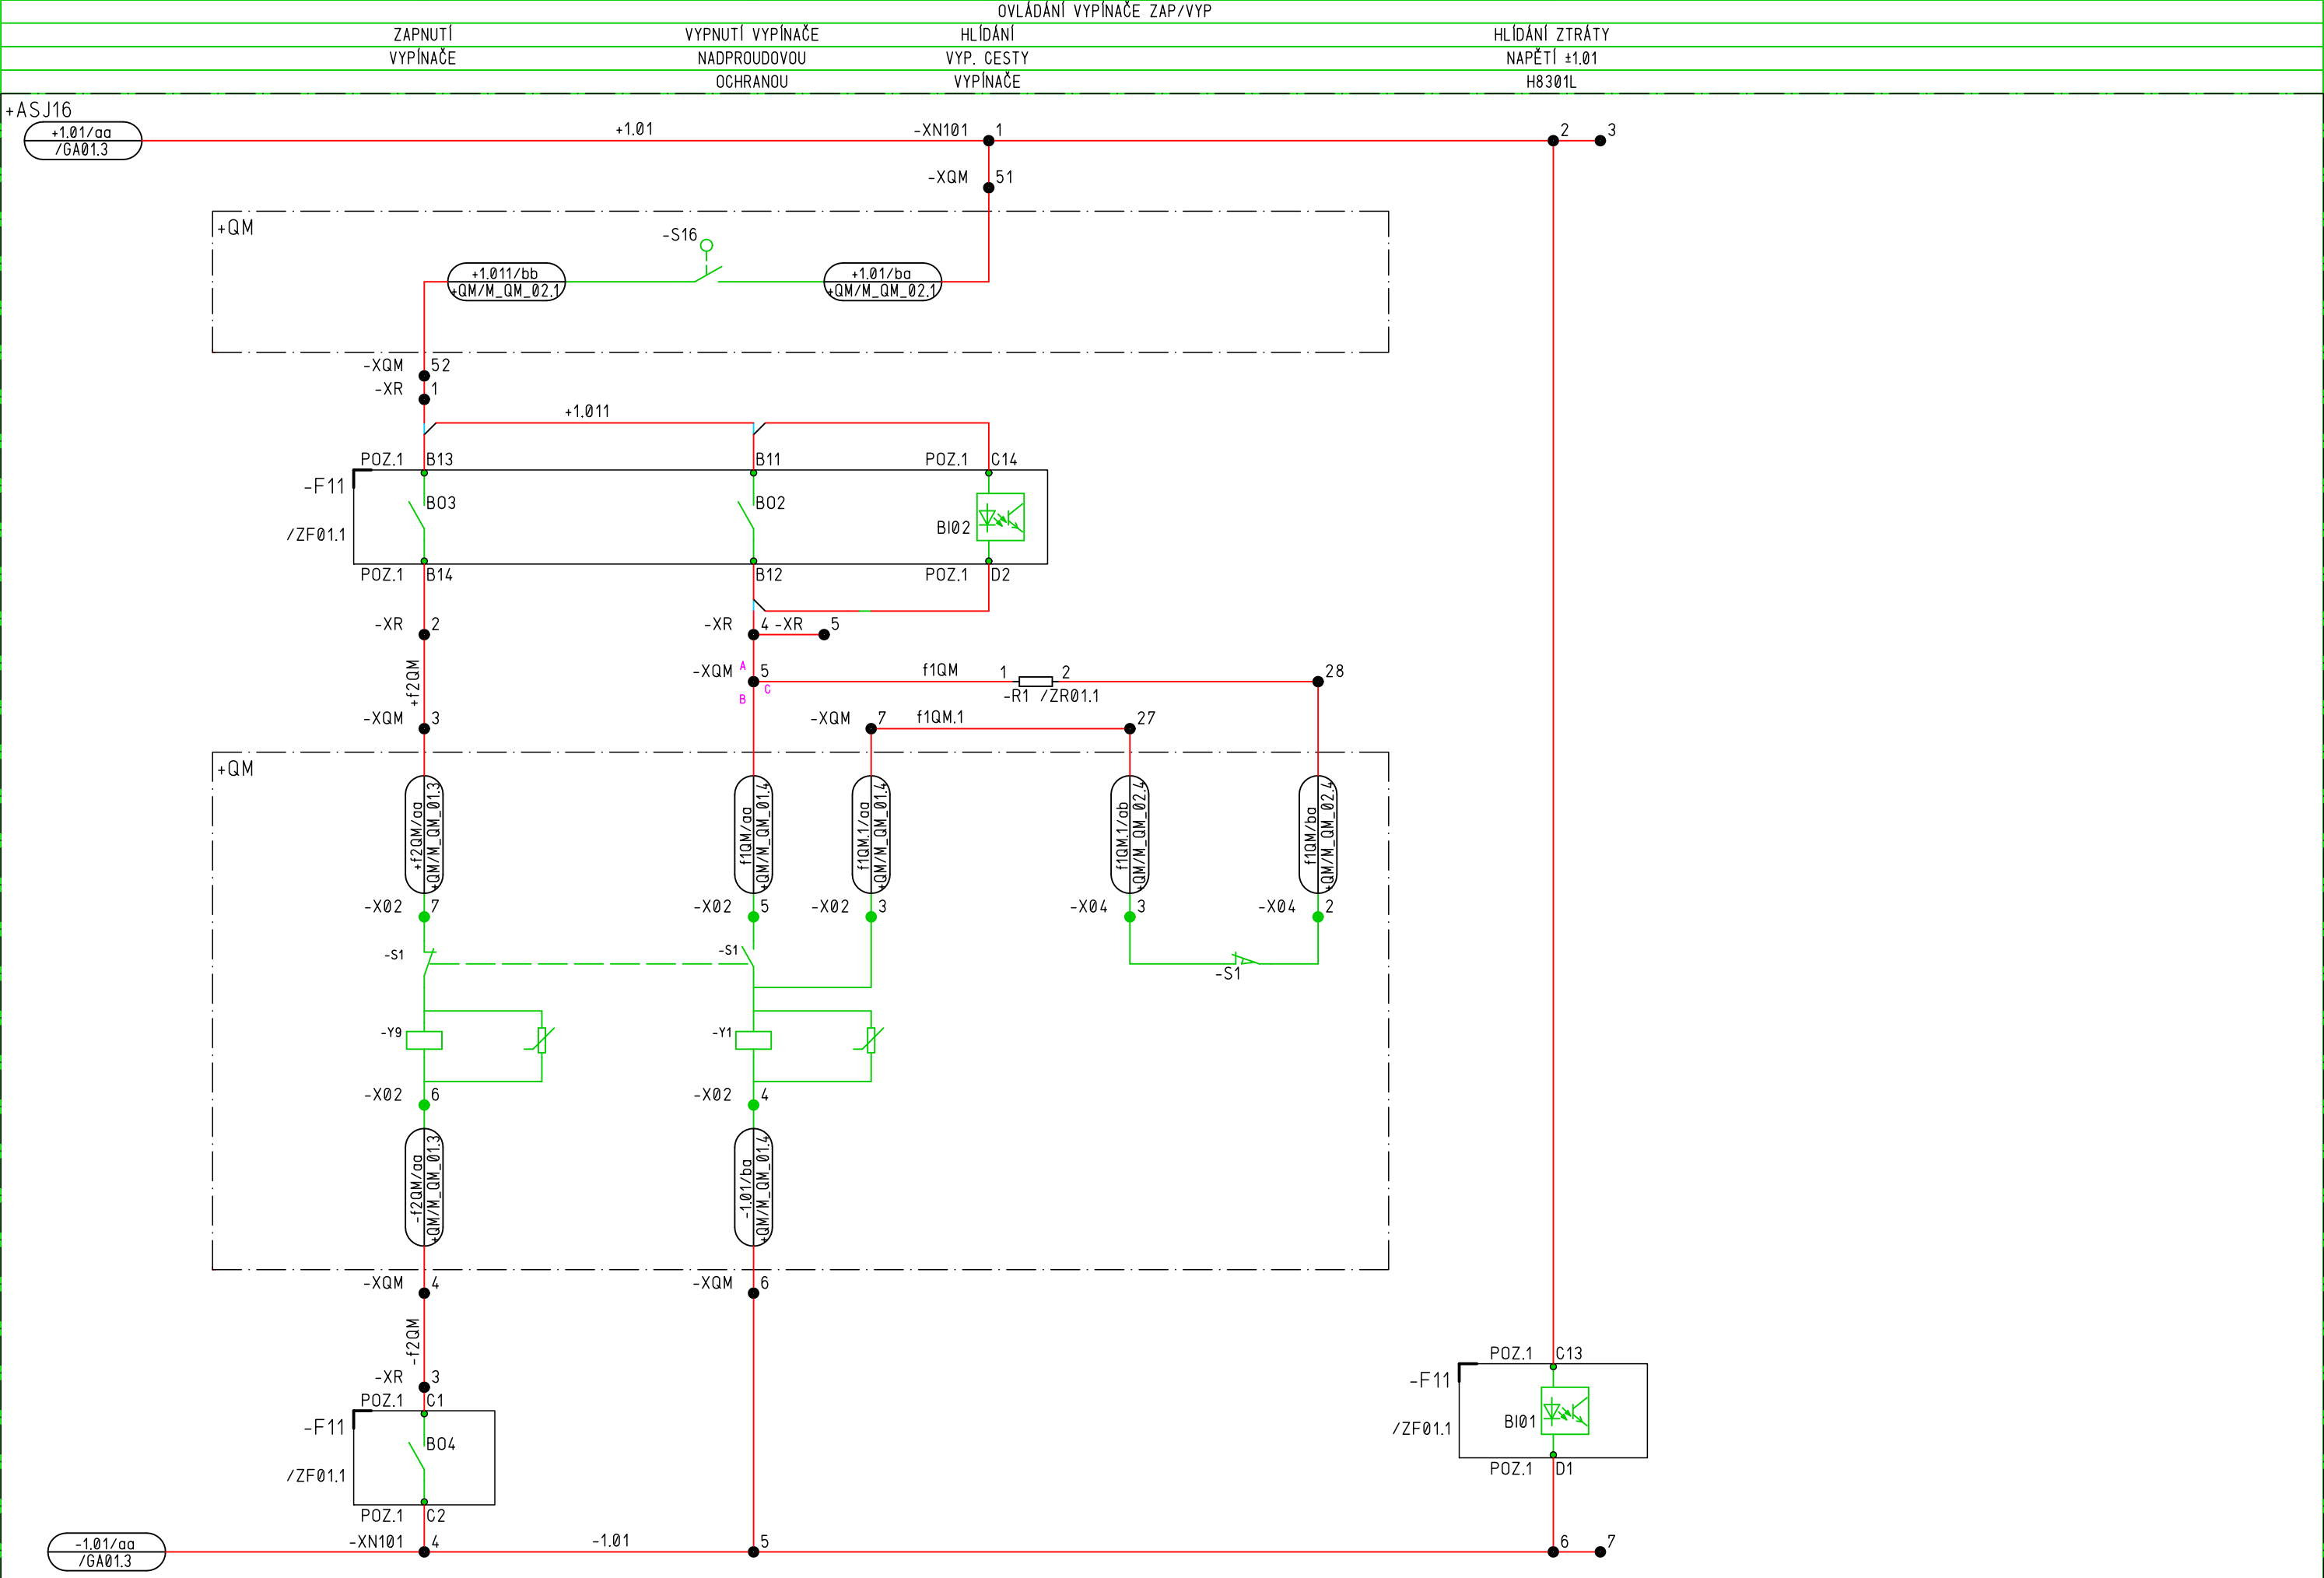 OVLÁDÁNÍ VYPÍNAČE ZAP/VYP
ZAPNUTÍ VYPNUTÍ VYPÍNAČE HLÍDÁNÍ HLÍDÁNÍ ZTRÁTY
VYPÍNAČE NADPROUDOVOU VYP. CESTY NAPĚTÍ ±1.01
OCHRANOU VYPÍNAČE H8301L
+ASJ16
+1.01/aa
/GA01.3
+1.01
-XN101 1
2
3
-XQM 51
+QM
-S16
+1.011/bb
+QM/M_QM_02.1
+1.01/ba
+QM/M_QM_02.1
-XQM 52
-XR 1
+1.011
POZ.1 B13
B11
POZ.1 C14
-F11
BO3
BO2
BI02
/ZF01.1
POZ.1 B14
B12
POZ.1 D2
-XR 2
-XR 4
-XR 5
+f2QM
-XQM 5
A
B
C
f1QM
1 2
-R1 /ZR01.1
28
-XQM 3
-XQM 7
f1QM.1
27
+QM
+f2QM/aa
+QM/M_QM_01.3
f1QM/aa
+QM/M_QM_01.4
f1QM.1/aa
+QM/M_QM_01.4
f1QM.1/ab
+QM/M_QM_02.4
f1QM/ba
+QM/M_QM_02.4
-X02 7
-X02 5
-X02 3
-X04 3
-X04 2
-S1
-S1
-S1
-Y9
-Y1
-X02 6
-X02 4
-f2QM/aa
+QM/M_QM_01.3
-1.01/ba
+QM/M_QM_01.4
-XQM 4
-XQM 6
-f2QM
-XR 3
POZ.1 C1
-F11
BO4
/ZF01.1
POZ.1 C2
POZ.1 C13
-F11
BI01
/ZF01.1
POZ.1 D1
-1.01/aa
/GA01.3
-XN101 4
-1.01
5
6
7